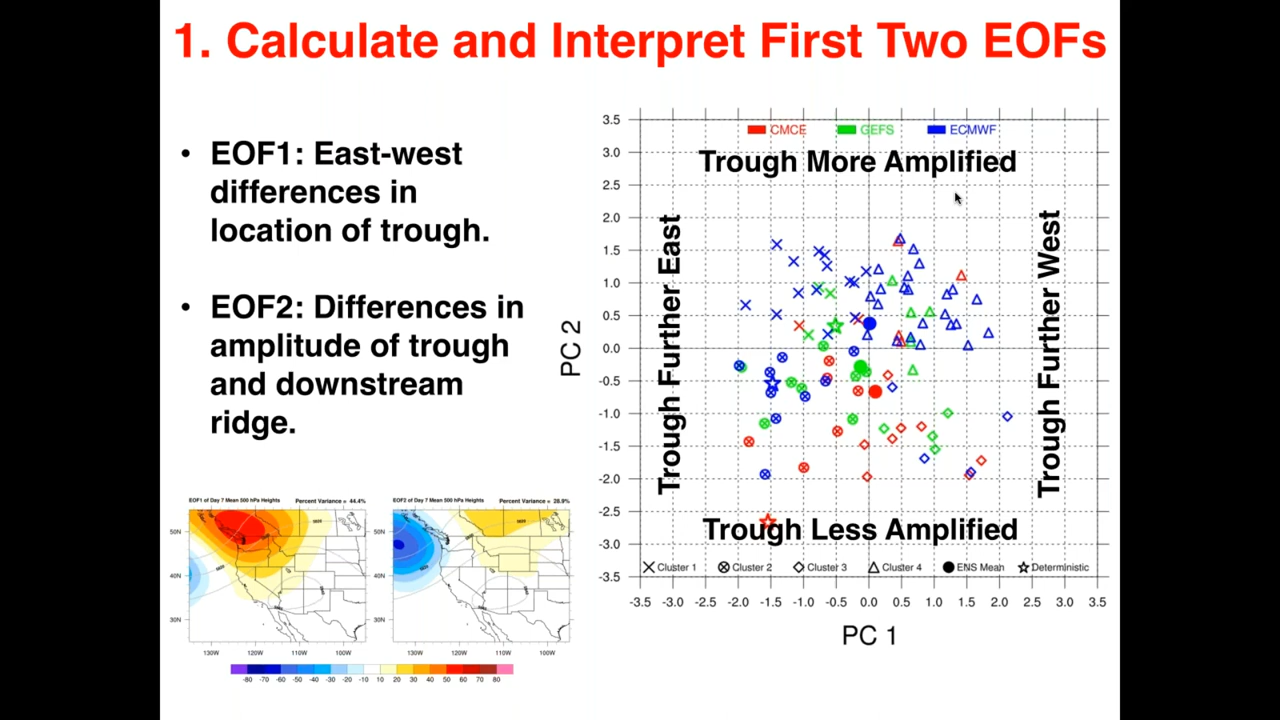 1. Calculate and Interpret First Two EOFs
• EOF1: East-west
differences in
location of trough.
• EOF2: Differences in
amplitude of trough
and downstream
ridge.
EOF1 of Day 7 Mean 500 hPa Heights Percent Variance = 44.4%
50N
40N
30N
130W 120W 110W 100W
EOF2 of Day 7 Mean 500 hPa Heights Percent Variance = 28.9%
50N
40N
30N
130W 120W 110W 100W
-80 -70 -60 -50 -40 -30 -20 -10 10 20 30 40 50 60 70 80
CMCE GEFS ECMWF
Trough More Amplified
Trough Further East
Trough Further West
Trough Less Amplified
Cluster 1 Cluster 2 Cluster 3 Cluster 4 ENS Mean Deterministic
PC 2
3.5
3.0
2.5
2.0
1.5
1.0
0.5
0.0
-0.5
-1.0
-1.5
-2.0
-2.5
-3.0
-3.5
-3.5 -3.0 -2.5 -2.0 -1.5 -1.0 -0.5 0.0 0.5 1.0 1.5 2.0 2.5 3.0 3.5
PC 1